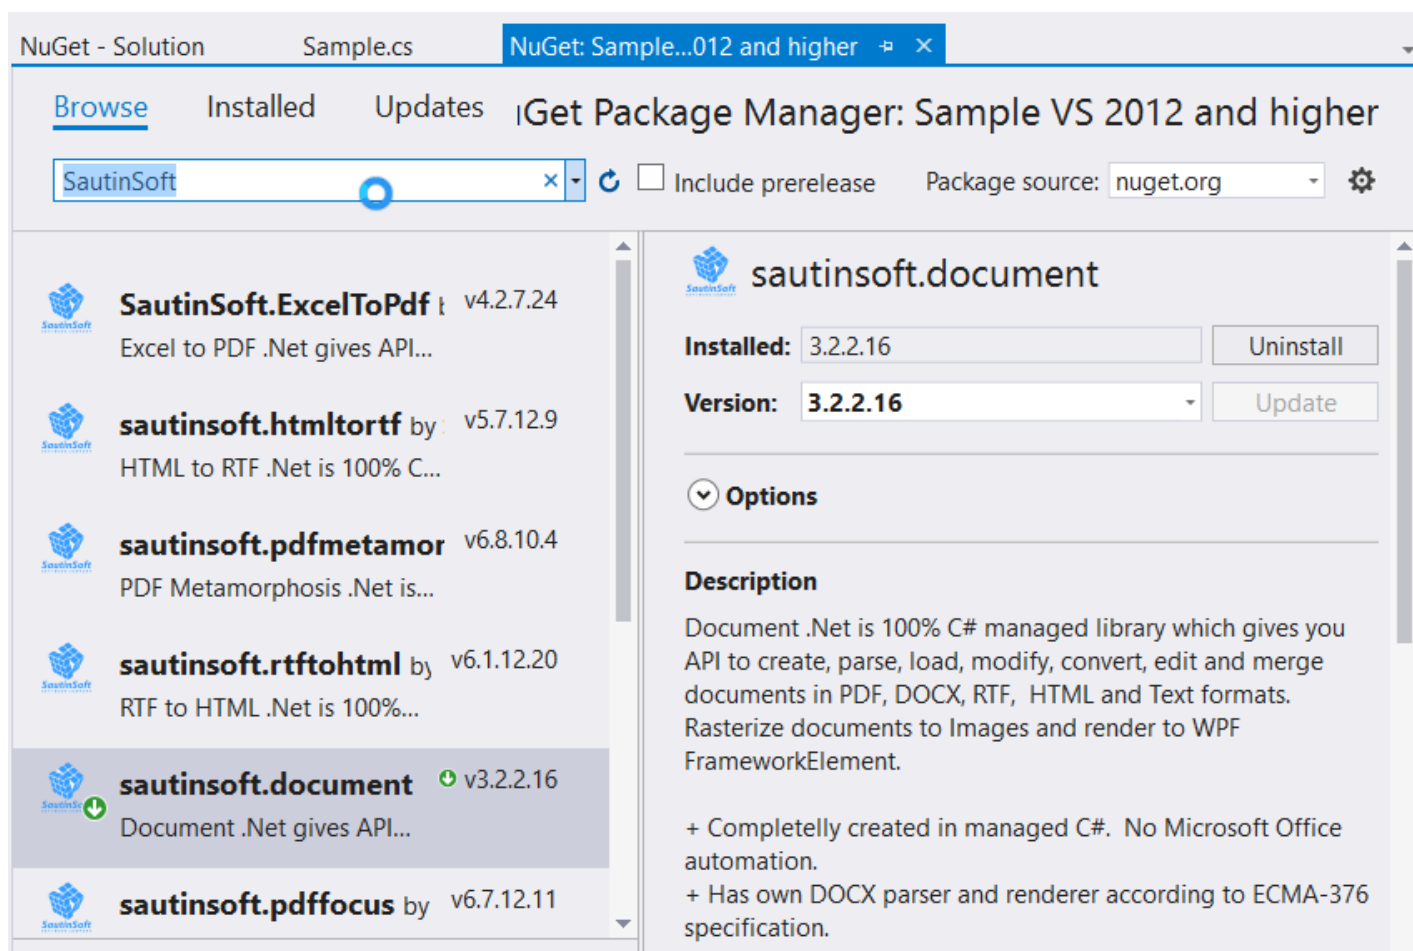 NuGet - Solution Sample.cs NuGet: Sample...012 and higher
Browse Installed Updates uGet Package Manager: Sample VS 2012 and higher
SautinSoft Include prerelease Package source: nuget.org
SautinSoft SautinSoft.ExcelToPdf v4.2.7.24
Excel to PDF .Net gives API...
SautinSoft sautinsoft.htmltortf by v5.7.12.9
HTML to RTF .Net is 100% C...
SautinSoft sautinsoft.pdfmetamor v6.8.10.4
PDF Metamorphosis .Net is...
SautinSoft sautinsoft.rtftohtml by v6.1.12.20
RTF to HTML .Net is 100%...
sautinsoft.document v3.2.2.16
Document .Net gives API...
SautinSoft sautinsoft.pdffocus by v6.7.12.11
SautinSoft sautinsoft.document
Installed: 3.2.2.16 Uninstall
Version: 3.2.2.16 Update
Options
Description
Document .Net is 100% C# managed library which gives you
API to create, parse, load, modify, convert, edit and merge
documents in PDF, DOCX, RTF, HTML and Text formats.
Rasterize documents to Images and render to WPF
FrameworkElement.
+ Completelly created in managed C#. No Microsoft Office
automation.
+ Has own DOCX parser and renderer according to ECMA-376
specification.